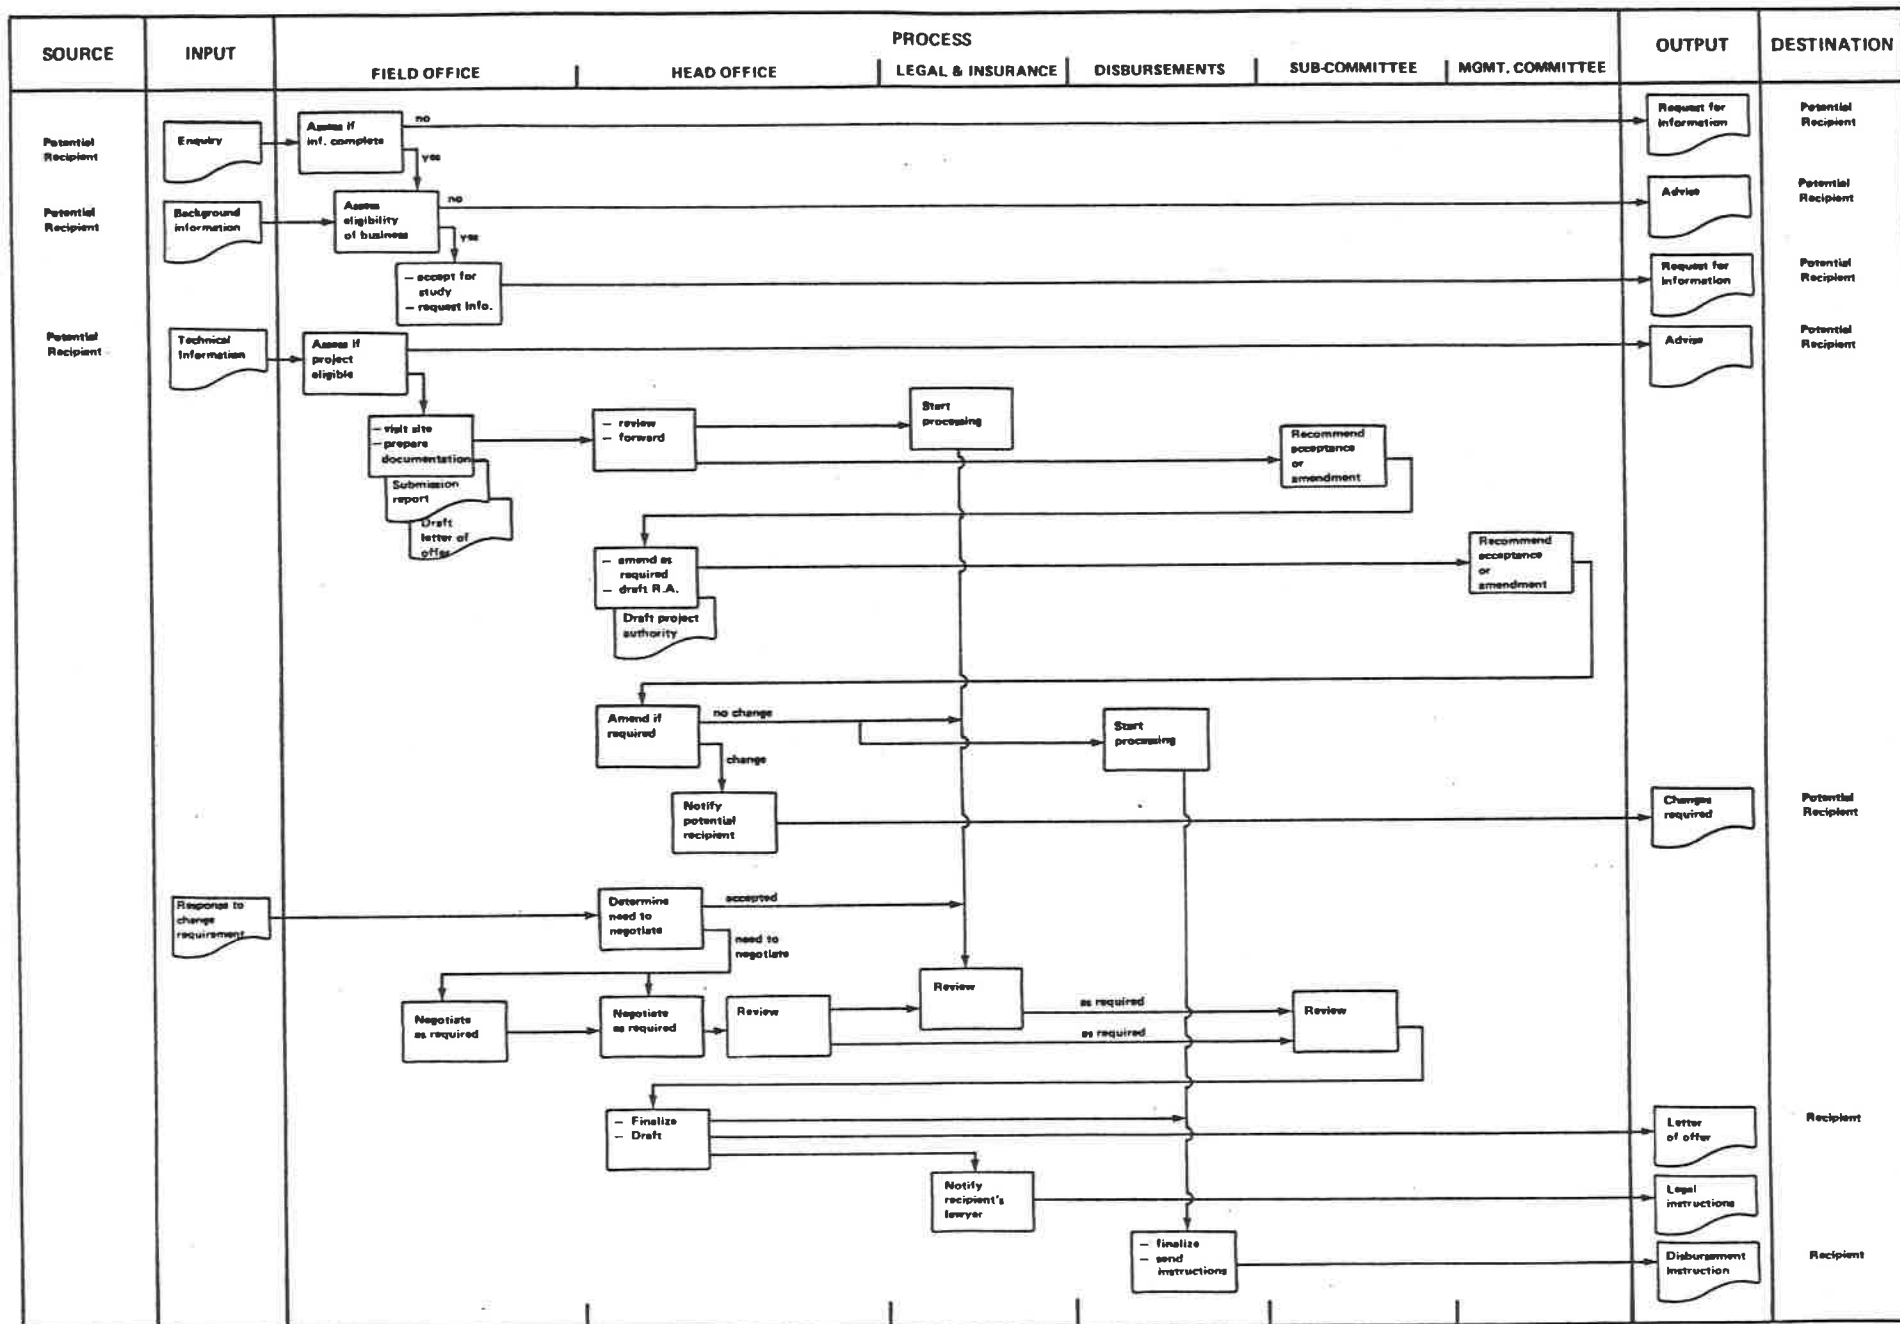 SOURCE
INPUT
PROCESS
OUTPUT
DESTINATION
FIELD OFFICE
HEAD OFFICE
LEGAL & INSURANCE
DISBURSEMENTS
SUB-COMMITTEE
MGMT. COMMITTEE
Potential
Recipient
Enquiry
Assess if
inf. complete
no
yes
Request for
information
Potential
Recipient
Potential
Recipient
Background
information
Assess
eligibility
of business
no
yes
Advise
Potential
Recipient
– accept for
study
– request info.
Request for
information
Potential
Recipient
Potential
Recipient
Technical
Information
Assess if
project
eligible
Advise
Potential
Recipient
– visit site
– prepare
documentation
Submission
report
Draft
letter of
offer
– review
– forward
Start
processing
Recommend
acceptance
or
amendment
– amend as
required
– draft R.A.
Draft project
authority
Recommend
acceptance
or
amendment
Amend if
required
no change
change
Start
processing
Notify
potential
recipient
Changes
required
Potential
Recipient
Response to
change
requirement
Determine
need to
negotiate
accepted
need to
negotiate
Negotiate
as required
Negotiate
as required
Review
Review
as required
as required
Review
– Finalize
– Draft
Letter
of offer
Recipient
Notify
recipient's
lawyer
Legal
instructions
– finalize
– send
instructions
Disbursement
Instruction
Recipient